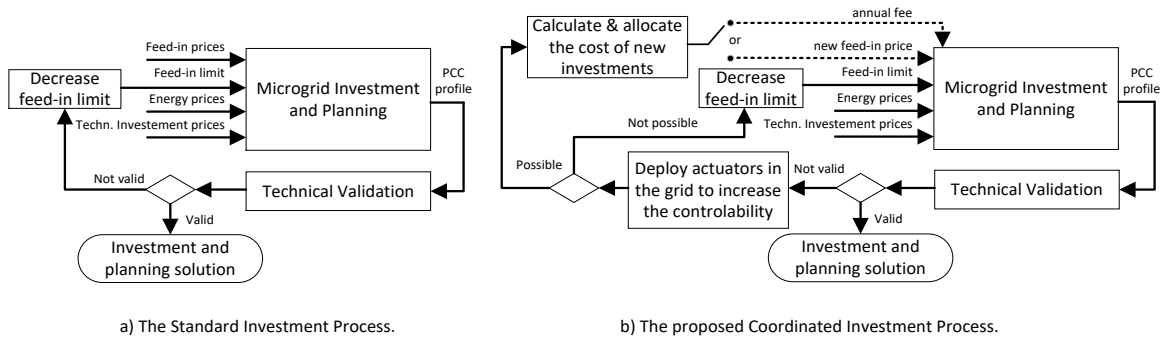 Feed-in prices
Feed-in limit
Energy prices
Techn. Investement prices
Decrease
feed-in limit
Microgrid Investment
and Planning
PCC
profile
Not valid
Technical Validation
Valid
Investment and
planning solution
a) The Standard Investment Process.
Calculate & allocate
the cost of new
investments
annual fee
or
new feed-in price
Feed-in limit
Energy prices
Techn. Investement prices
Decrease
feed-in limit
Microgrid Investment
and Planning
PCC
profile
Not possible
Possible
Deploy actuators in
the grid to increase
the controlability
Not valid
Technical Validation
Valid
Investment and
planning solution
b) The proposed Coordinated Investment Process.